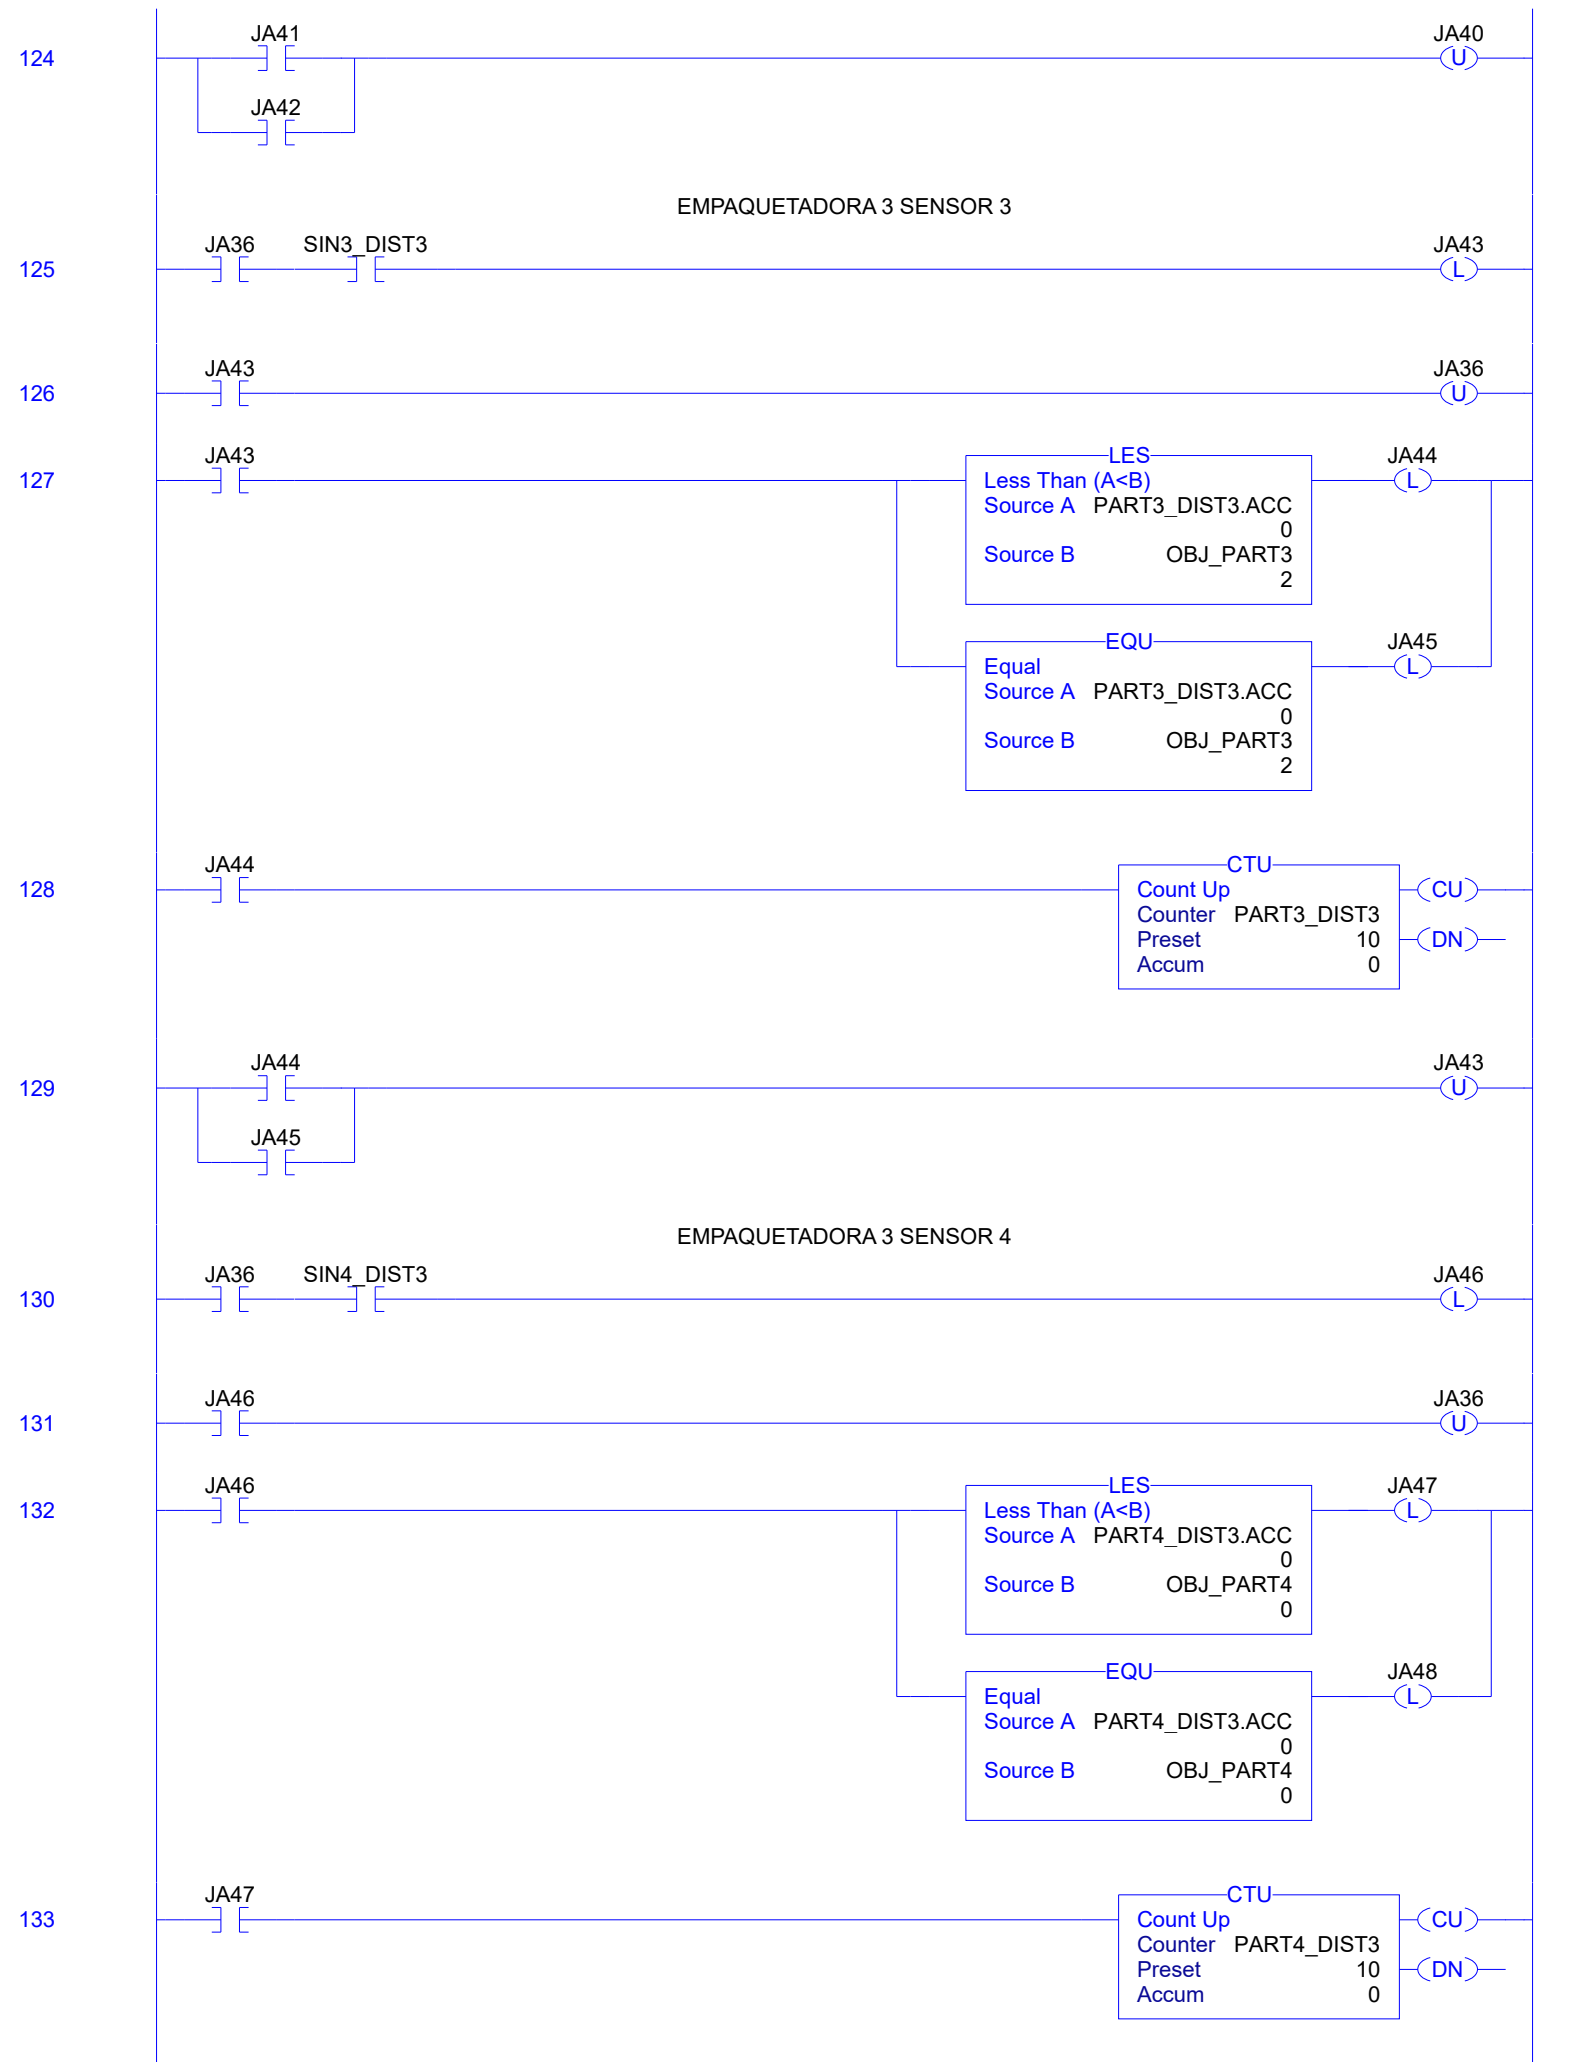 JA41
JA40
124
U
JA42
EMPAQUETADORA 3 SENSOR 3
JA36 SIN3_DIST3
JA43
125
L
JA43
JA36
126
U
JA43
LES
JA44
127
Less Than (A<B)
L
Source A PART3_DIST3.ACC
0
Source B OBJ_PART3
2
EQU
JA45
Equal
L
Source A PART3_DIST3.ACC
0
Source B OBJ_PART3
2
JA44
CTU
128
Count Up
CU
Counter PART3_DIST3
Preset 10
DN
Accum 0
JA44
JA43
129
U
JA45
EMPAQUETADORA 3 SENSOR 4
JA36 SIN4_DIST3
JA46
130
L
JA46
JA36
131
U
JA46
LES
JA47
132
Less Than (A<B)
L
Source A PART4_DIST3.ACC
0
Source B OBJ_PART4
0
EQU
JA48
Equal
L
Source A PART4_DIST3.ACC
0
Source B OBJ_PART4
0
JA47
CTU
133
Count Up
CU
Counter PART4_DIST3
Preset 10
DN
Accum 0